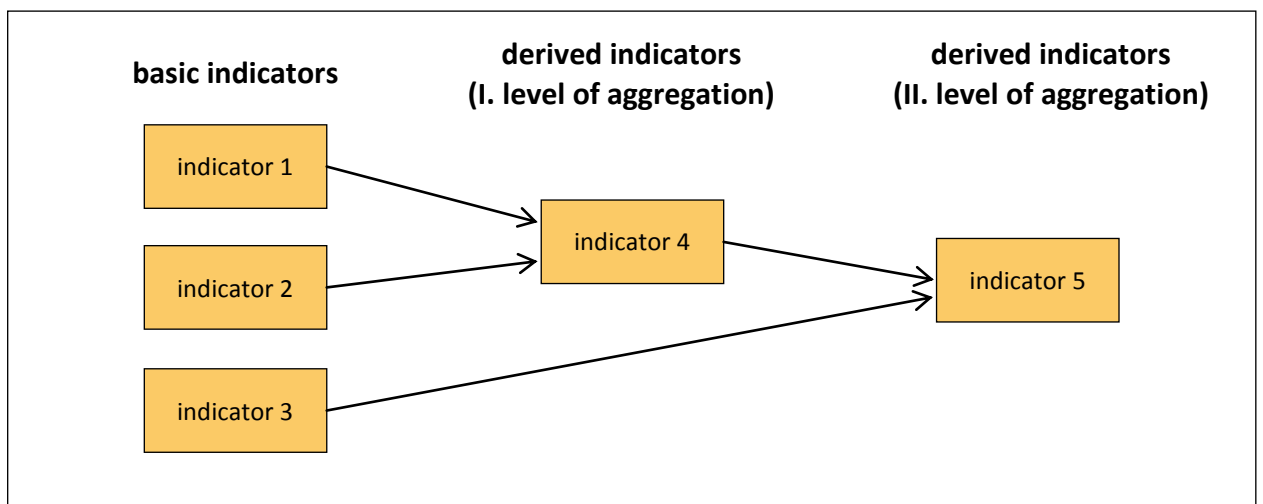 basic indicators
derived indicators
(I. level of aggregation)
derived indicators
(II. level of aggregation)
indicator 1
indicator 2
indicator 3
indicator 4
indicator 5